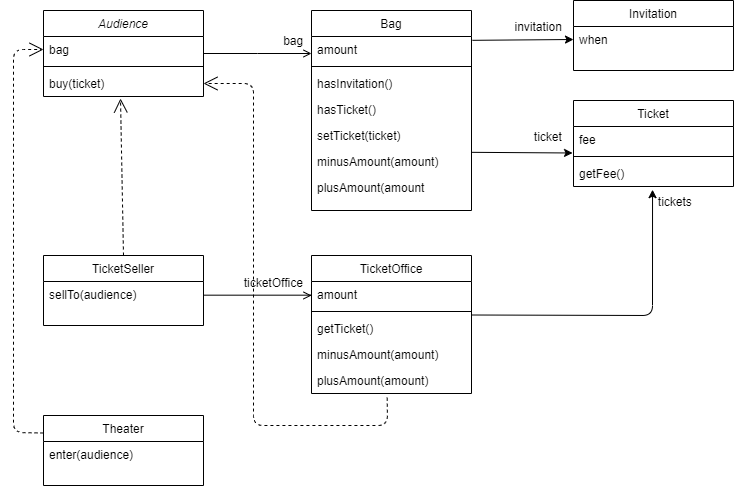 Audience
bag
buy(ticket)
bag
Bag
amount
hasInvitation()
hasTicket()
setTicket(ticket)
minusAmount(amount)
plusAmount(amount
invitation
Invitation
when
ticket
Ticket
fee
getFee()
tickets
TicketSeller
sellTo(audience)
ticketOffice
TicketOffice
amount
getTicket()
minusAmount(amount)
plusAmount(amount)
Theater
enter(audience)